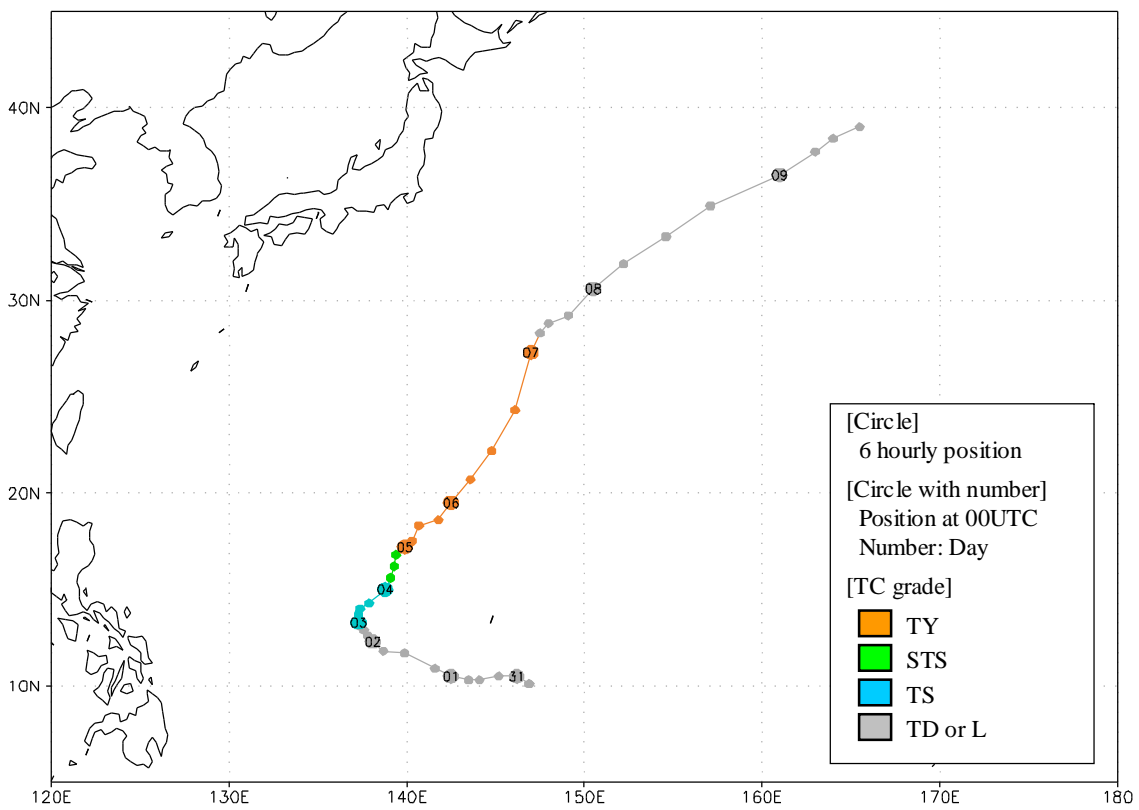 40N
30N
20N
10N
120E
130E
140E
150E
160E
170E
180
09
08
07
06
05
04
03
02
01
31
[Circle]
6 hourly position
[Circle with number]
Position at 00UTC
Number: Day
[TC grade]
TY
STS
TS
TD or L